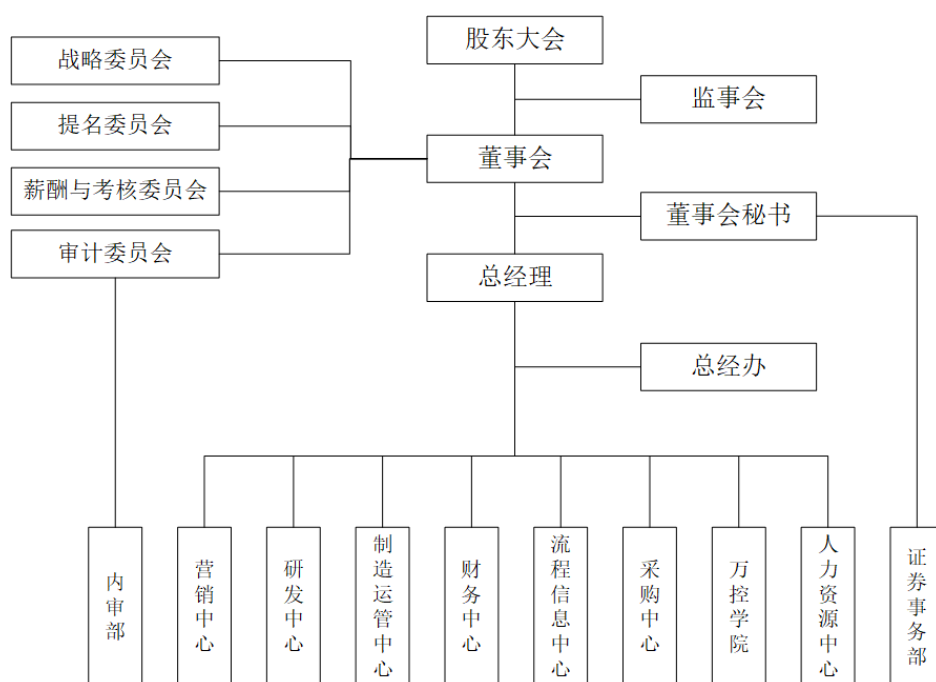 股东大会
战略委员会
监事会
提名委员会
董事会
薪酬与考核委员会
董事会秘书
审计委员会
总经理
总经办
内审部
营销中心
研发中心
制造运管中心
财务中心
流程信息中心
采购中心
万控学院
人力资源中心
证券事务部